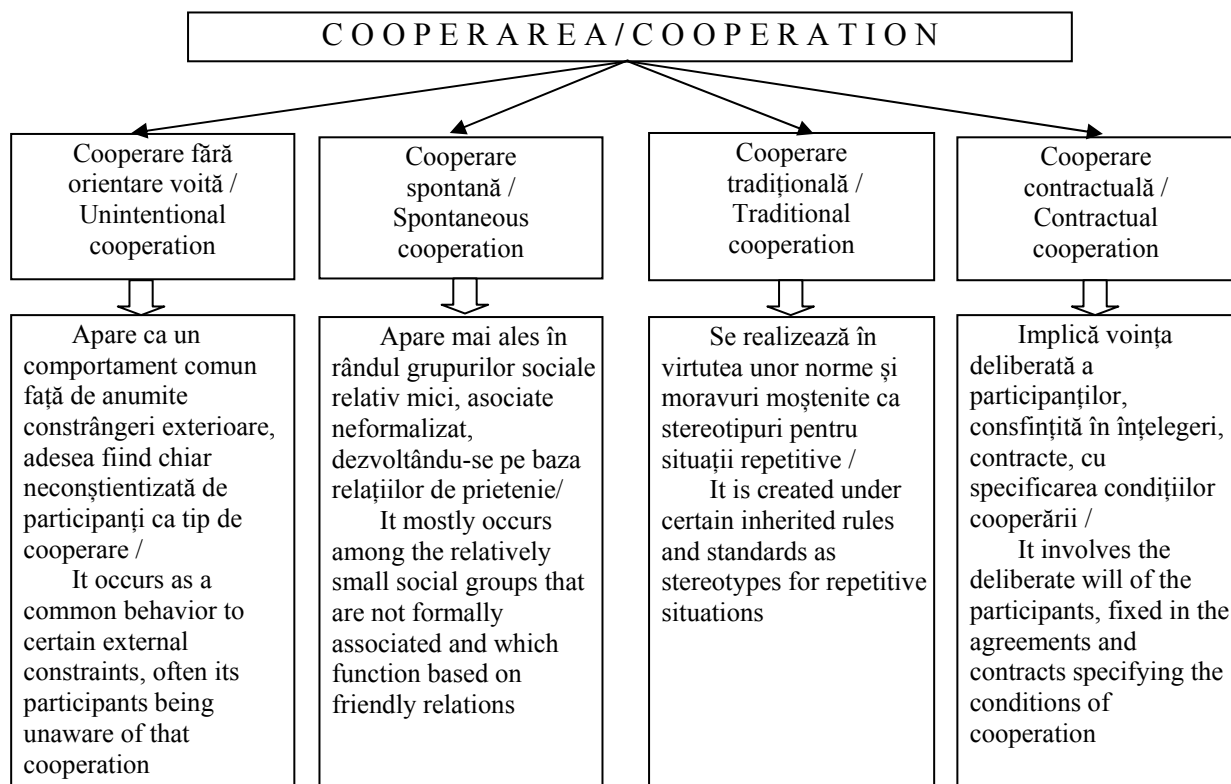 COOPERAREA/COOPERATION
Cooperare fără
orientare voită /
Unintentional
cooperation
Cooperare
spontană /
Spontaneous
cooperation
Cooperare
tradițională /
Traditional
cooperation
Cooperare
contractuală /
Contractual
cooperation
Apare ca un
comportament comun
față de anumite
constrângeri exterioare,
adesea fiind chiar
neconștientizată de
participanți ca tip de
cooperare /
It occurs as a
common behavior to
certain external
constraints, often its
participants being
unaware of that
cooperation
Apare mai ales în
rândul grupurilor sociale
relativ mici, asociate
neformalizat,
dezvoltându-se pe baza
relațiilor de prietenie/
It mostly occurs
among the relatively
small social groups that
are not formally
associated and which
function based on
friendly relations
Se realizează în
virtutea unor norme și
moravuri moștenite ca
stereotipuri pentru
situații repetitive /
It is created under
certain inherited rules
and standards as
stereotypes for repetitive
situations
Implică voința
deliberată a
participanților,
consfințită în înțelegeri,
contracte, cu
specificarea condițiilor
cooperării /
It involves the
deliberate will of the
participants, fixed in the
agreements and
contracts specifying the
conditions of
cooperation